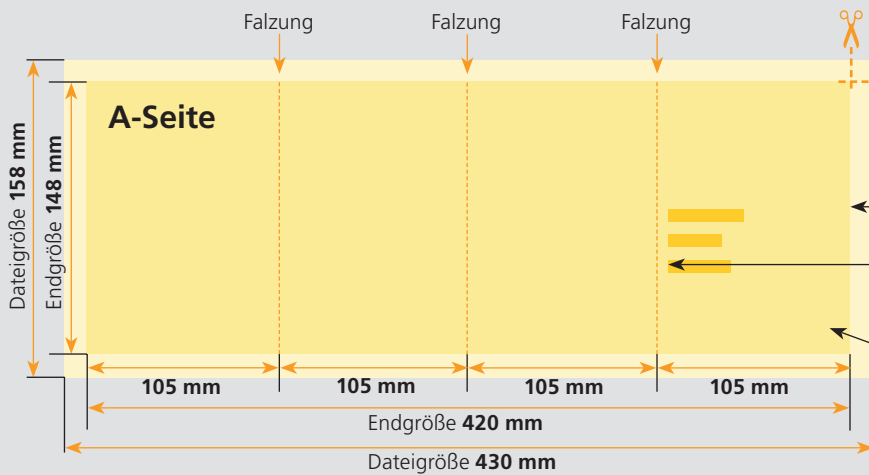 Falzung Falzung Falzung
A-Seite
Dateigröße 158 mm
Endgröße 148 mm
105 mm 105 mm 105 mm 105 mm
Endgröße 420 mm
Dateigröße 430 mm